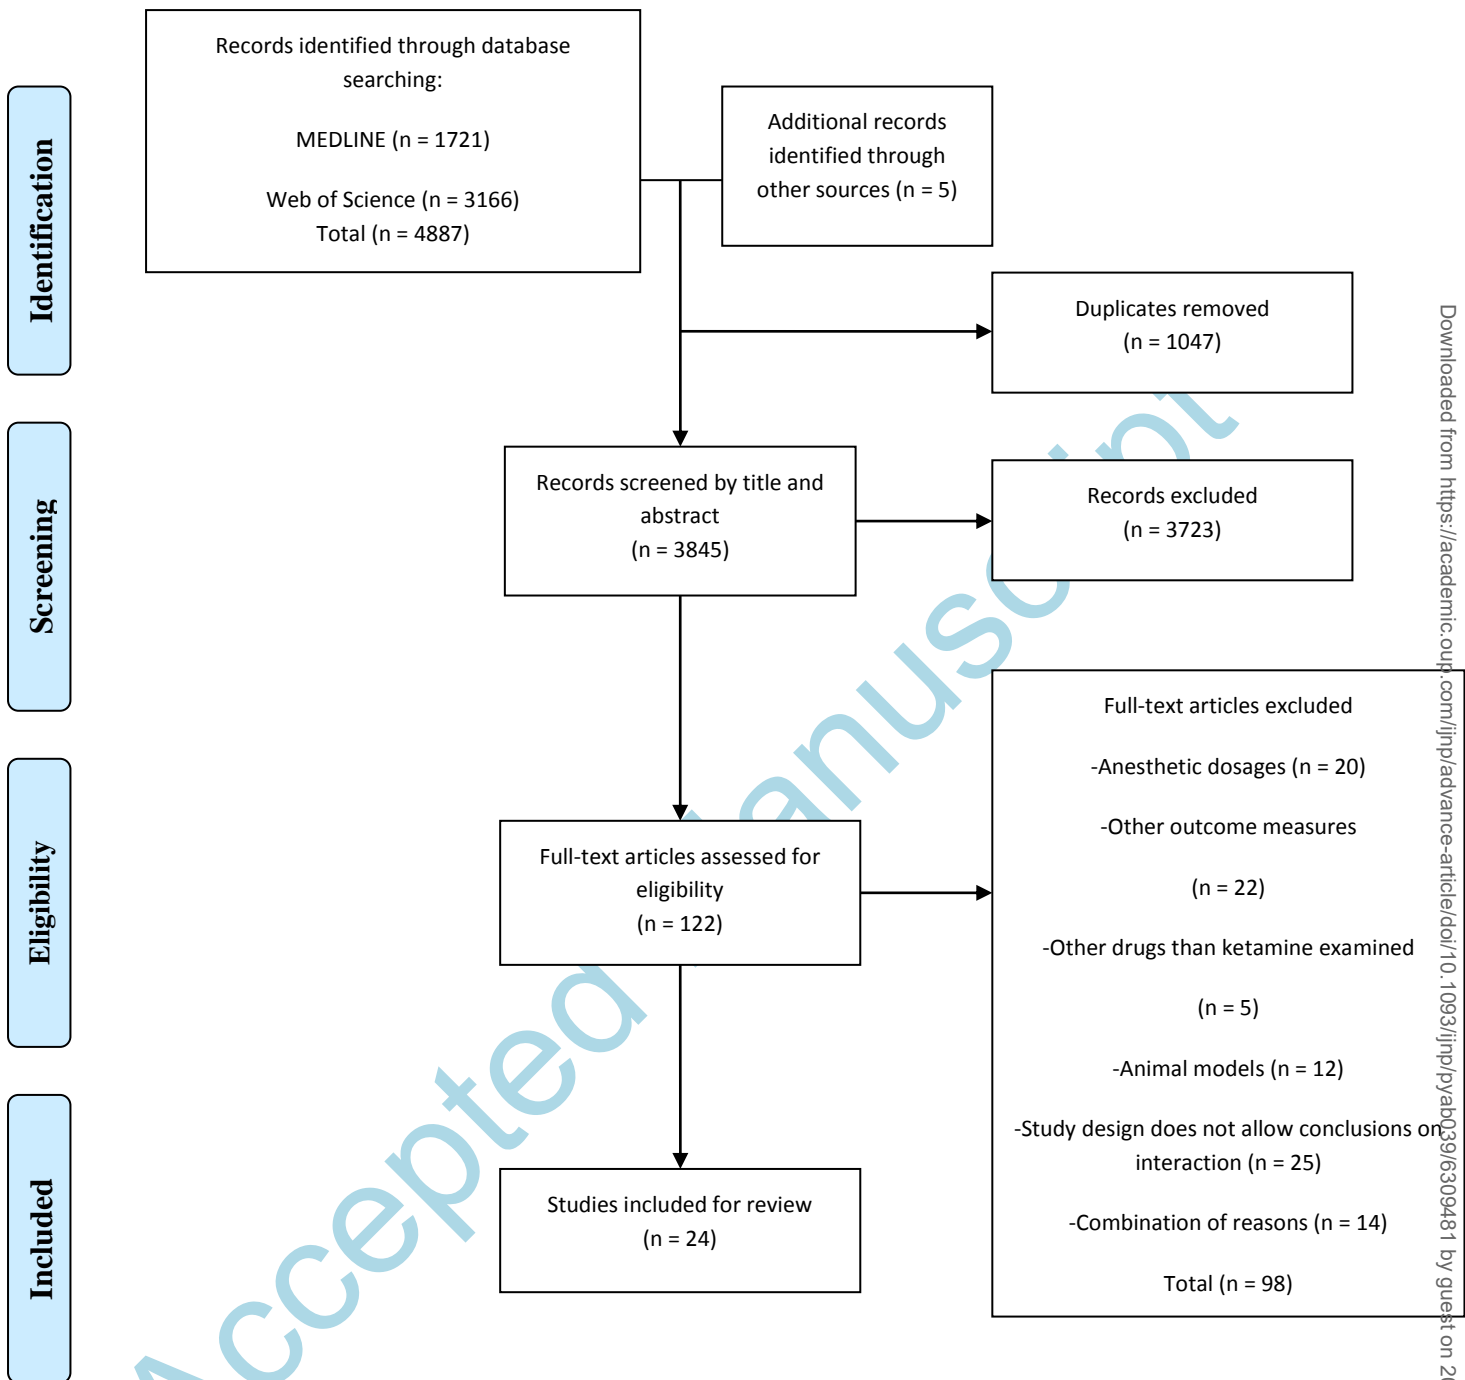 Records identified through database
searching:
MEDLINE (n = 1721)
Web of Science (n = 3166)
Total (n = 4887)
Additional records
identified through
other sources (n = 5)
Identification
Duplicates removed
(n = 1047)
Screening
Records screened by title and
abstract
(n = 3845)
Records excluded
(n = 3723)
Eligibility
Full-text articles assessed for
eligibility
(n = 122)
Full-text articles excluded
-Anesthetic dosages (n = 20)
-Other outcome measures
(n = 22)
-Other drugs than ketamine examined
(n = 5)
-Animal models (n = 12)
-Study design does not allow conclusions on
interaction (n = 25)
-Combination of reasons (n = 14)
Total (n = 98)
Included
Studies included for review
(n = 24)
Accepted Manuscript
Downloaded from https://academic.oup.com/ijnp/advance-article/doi/10.1093/ijnp/pyab039/6309481 by guest on